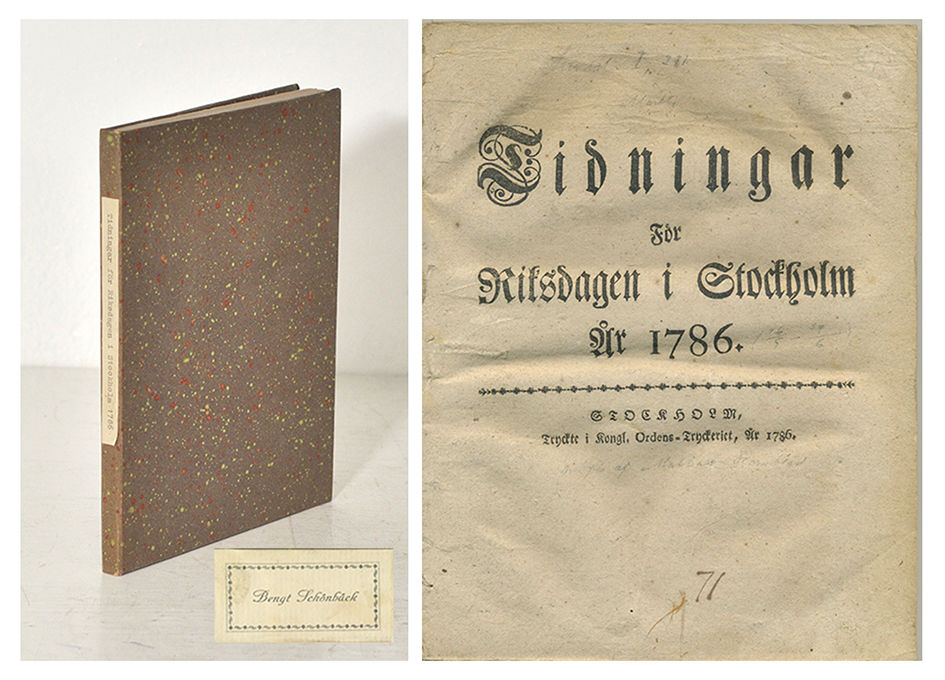 Tidningar för Riksdagen i Stockholm 1786
Bengt Schönbäck
Tidningar
För
Riksdagen i Stockholm
År 1786.
STOCKHOLM,
Tryckte i Kongl. Ordens-Tryckeriet, År 1786.
71